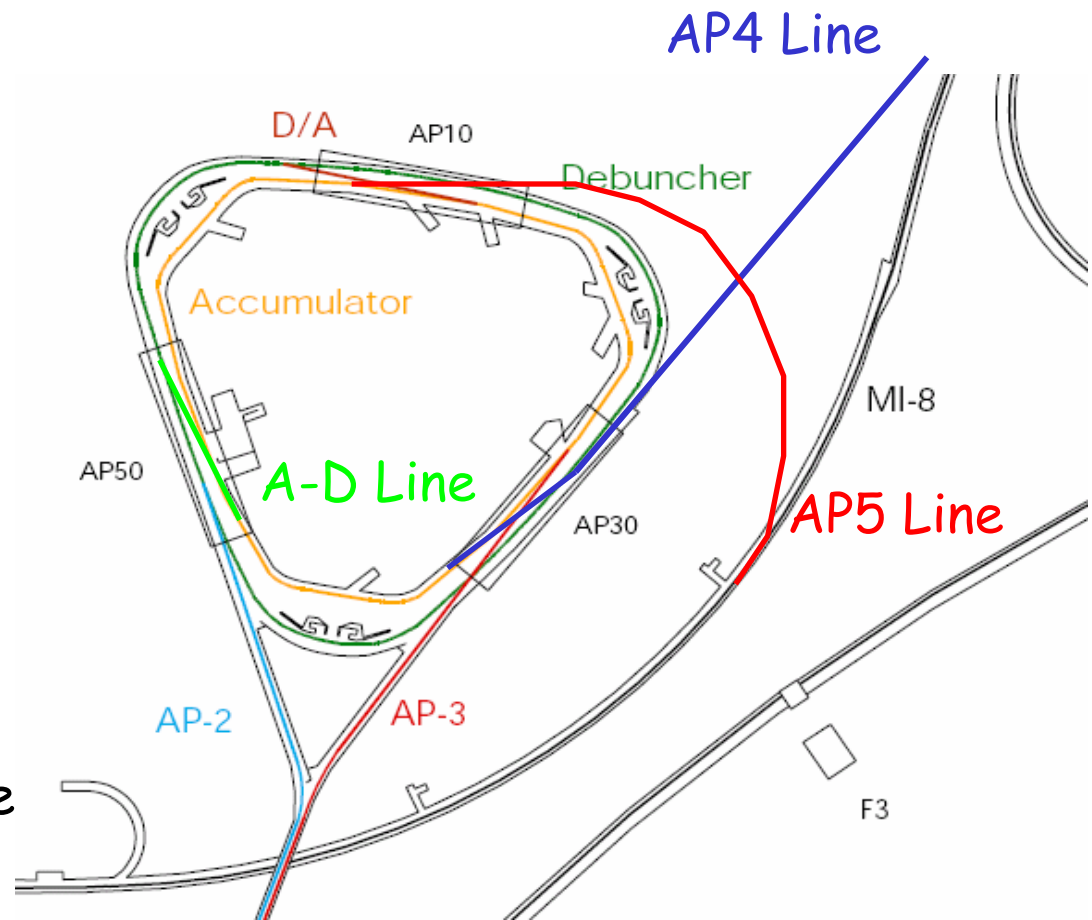 AP4 Line
D/A
AP10
Debuncher
Accumulator
MI-8
AP50
A-D Line
AP30
AP5 Line
AP-2
AP-3
e
F3